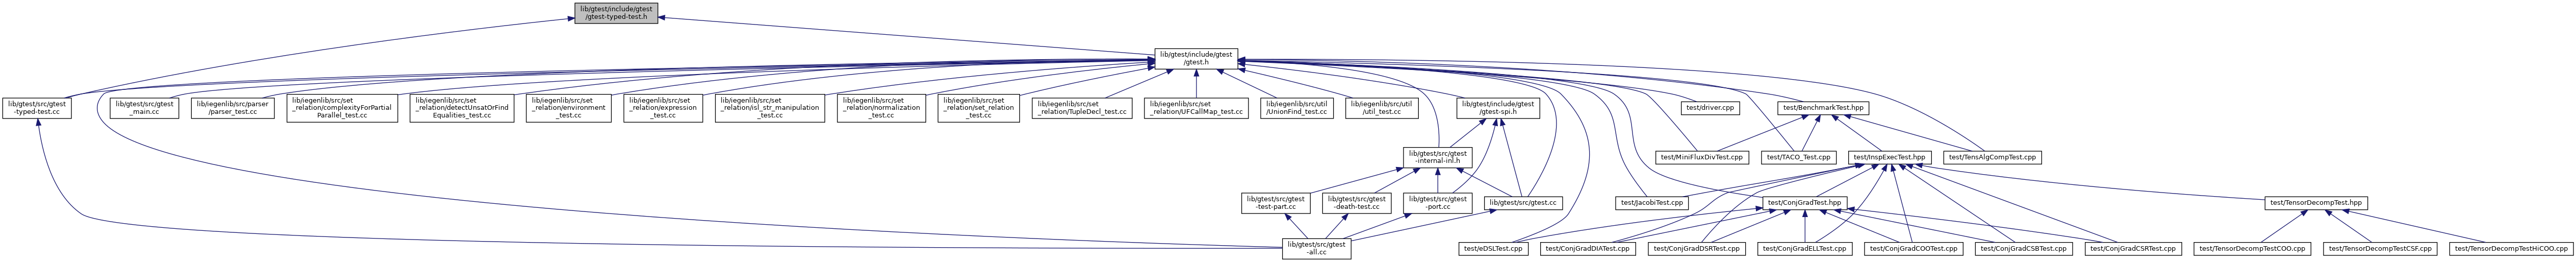 lib/gtest/include/gtest
/gtest-typed-test.h
lib/gtest/include/gtest
/gtest.h
lib/gtest/src/gtest
-typed-test.cc
lib/gtest/src/gtest
_main.cc
lib/iegenlib/src/parser
/parser_test.cc
lib/iegenlib/src/set
_relation/complexityForPartial
Parallel_test.cc
lib/iegenlib/src/set
_relation/detectUnsatOrFind
Equalities_test.cc
lib/iegenlib/src/set
_relation/environment
_test.cc
lib/iegenlib/src/set
_relation/expression
_test.cc
lib/iegenlib/src/set
_relation/isl_str_manipulation
_test.cc
lib/iegenlib/src/set
_relation/normalization
_test.cc
lib/iegenlib/src/set
_relation/set_relation
_test.cc
lib/iegenlib/src/set
_relation/TupleDecl_test.cc
lib/iegenlib/src/set
_relation/UFCallMap_test.cc
lib/iegenlib/src/util
/UnionFind_test.cc
lib/iegenlib/src/util
/util_test.cc
lib/gtest/include/gtest
/gtest-spi.h
test/driver.cpp
test/BenchmarkTest.hpp
lib/gtest/src/gtest
-internal-inl.h
test/MiniFluxDivTest.cpp
test/TACO_Test.cpp
test/InspExecTest.hpp
test/TensAlgCompTest.cpp
lib/gtest/src/gtest
-test-part.cc
lib/gtest/src/gtest
-death-test.cc
lib/gtest/src/gtest
-port.cc
lib/gtest/src/gtest.cc
test/JacobiTest.cpp
test/ConjGradTest.hpp
test/TensorDecompTest.hpp
lib/gtest/src/gtest
-all.cc
test/eDSLTest.cpp
test/ConjGradDIATest.cpp
test/ConjGradDSRTest.cpp
test/ConjGradELLTest.cpp
test/ConjGradCOOTest.cpp
test/ConjGradCSBTest.cpp
test/ConjGradCSRTest.cpp
test/TensorDecompTestCOO.cpp
test/TensorDecompTestCSF.cpp
test/TensorDecompTestHiCOO.cpp